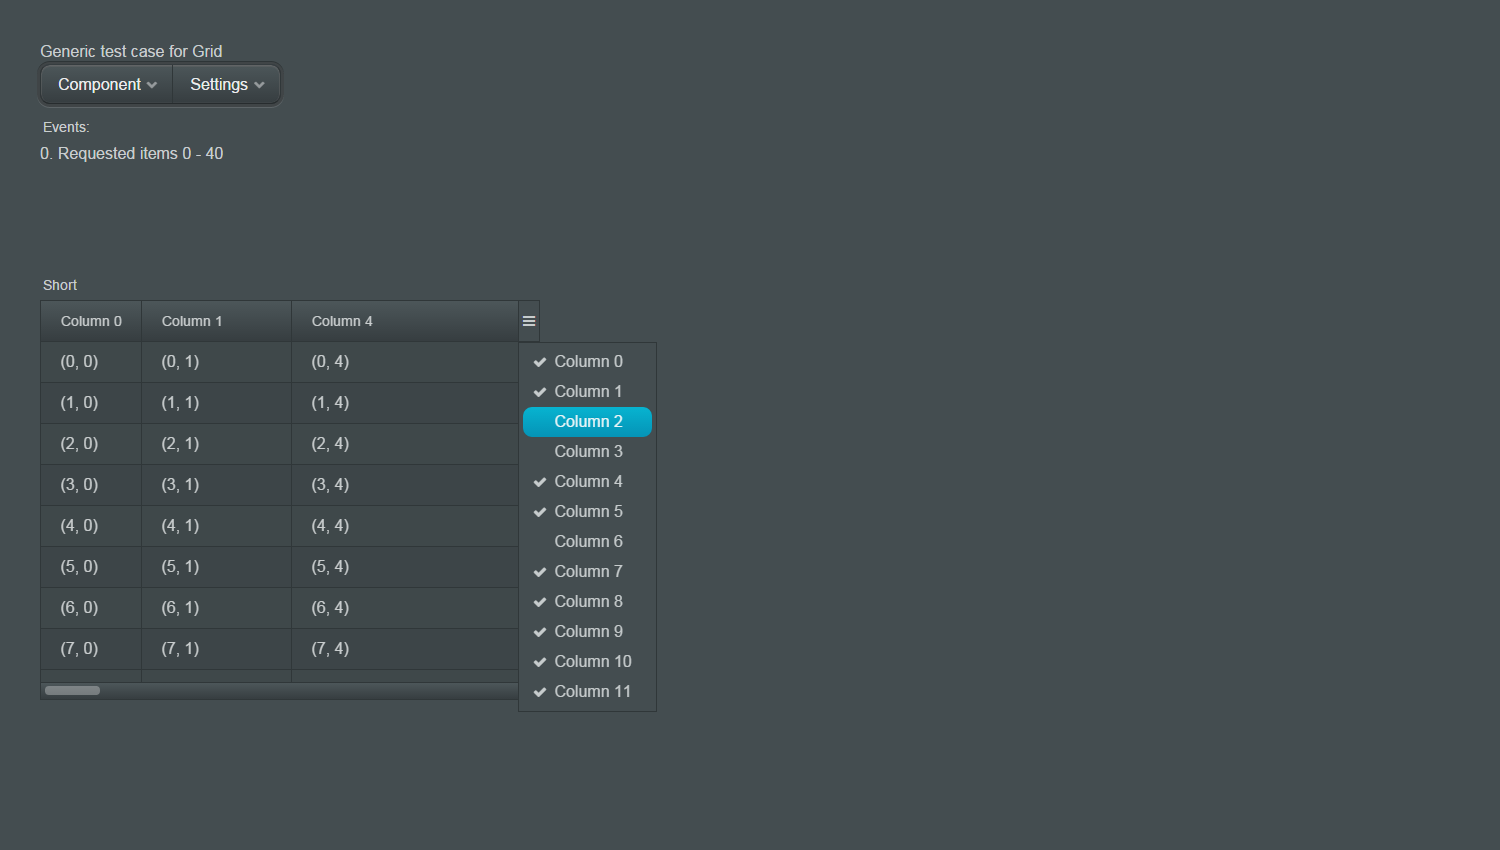 Generic test case for Grid
Component Settings
Events:
0. Requested items 0 - 40
Short
Column 0 Column 1 Column 4
(0, 0) (0, 1) (0, 4)
(1, 0) (1, 1) (1, 4)
(2, 0) (2, 1) (2, 4)
(3, 0) (3, 1) (3, 4)
(4, 0) (4, 1) (4, 4)
(5, 0) (5, 1) (5, 4)
(6, 0) (6, 1) (6, 4)
(7, 0) (7, 1) (7, 4)
Column 0
Column 1
Column 2
Column 3
Column 4
Column 5
Column 6
Column 7
Column 8
Column 9
Column 10
Column 11